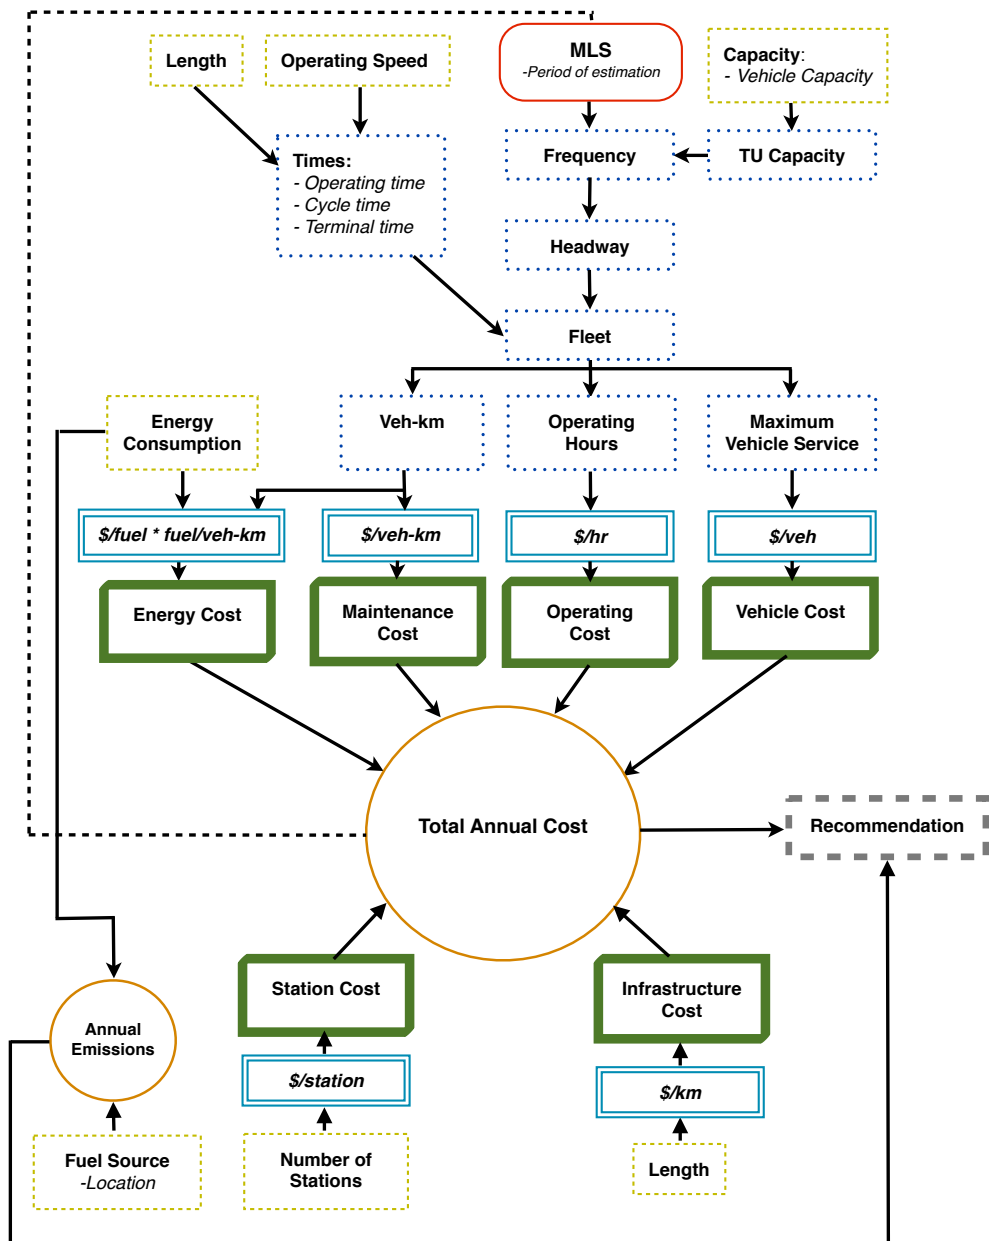 Length
Operating Speed
MLS
-Period of estimation
Capacity:
- Vehicle Capacity
Times:
- Operating time
- Cycle time
- Terminal time
Frequency
TU Capacity
Headway
Fleet
Energy
Consumption
Veh-km
Operating
Hours
Maximum
Vehicle Service
$/fuel * fuel/veh-km
$/veh-km
$/hr
$/veh
Energy Cost
Maintenance
Cost
Operating
Cost
Vehicle Cost
Total Annual Cost
Recommendation
Station Cost
Infrastructure
Cost
Annual
Emissions
$/station
$/km
Fuel Source
-Location
Number of
Stations
Length